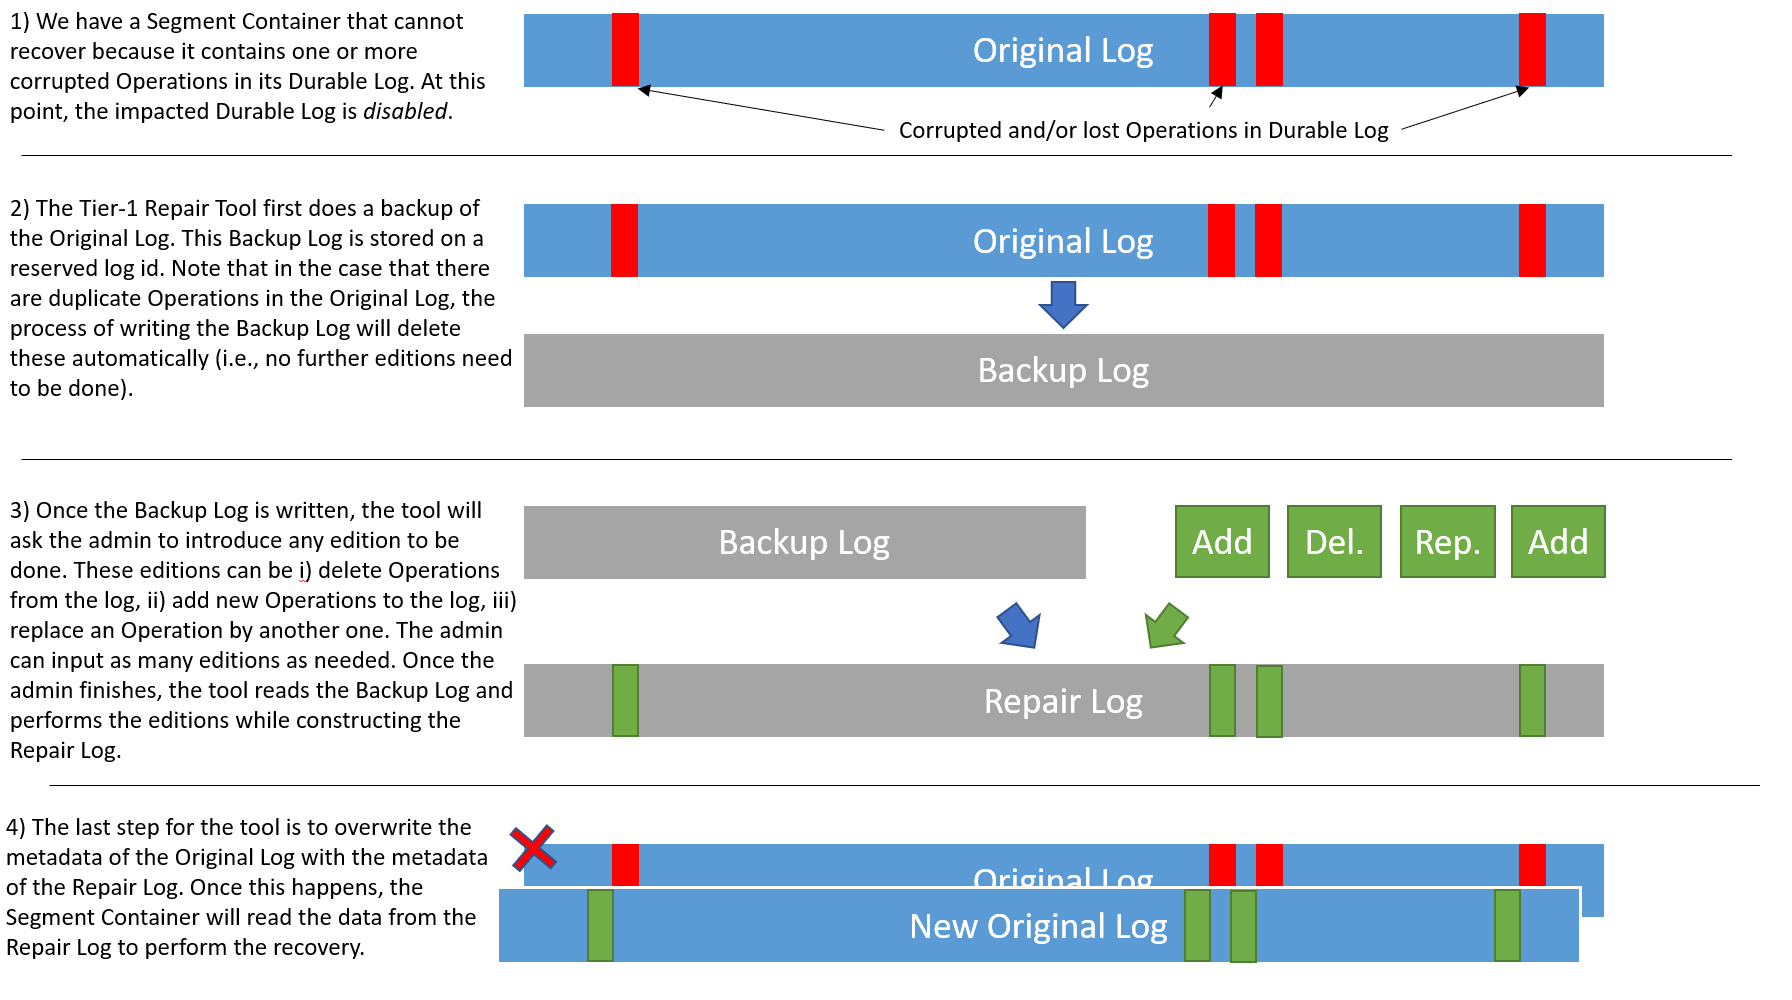 1) We have a Segment Container that cannot
recover because it contains one or more
corrupted Operations in its Durable Log. At this
point, the impacted Durable Log is disabled.
Original Log
Corrupted and/or lost Operations in Durable Log
2) The Tier-1 Repair Tool first does a backup of
the Original Log. This Backup Log is stored on a
reserved log id. Note that in the case that there
are duplicate Operations in the Original Log, the
process of writing the Backup Log will delete
these automatically (i.e., no further editions need
to be done).
Original Log
Backup Log
3) Once the Backup Log is written, the tool will
ask the admin to introduce any edition to be
done. These editions can be i) delete Operations
from the log, ii) add new Operations to the log, iii)
replace an Operation by another one. The admin
can input as many editions as needed. Once the
admin finishes, the tool reads the Backup Log and
performs the editions while constructing the
Repair Log.
Backup Log
Add
Del.
Rep.
Add
Repair Log
4) The last step for the tool is to overwrite the
metadata of the Original Log with the metadata
of the Repair Log. Once this happens, the
Segment Container will read the data from the
Repair Log to perform the recovery.
Original Log
New Original Log